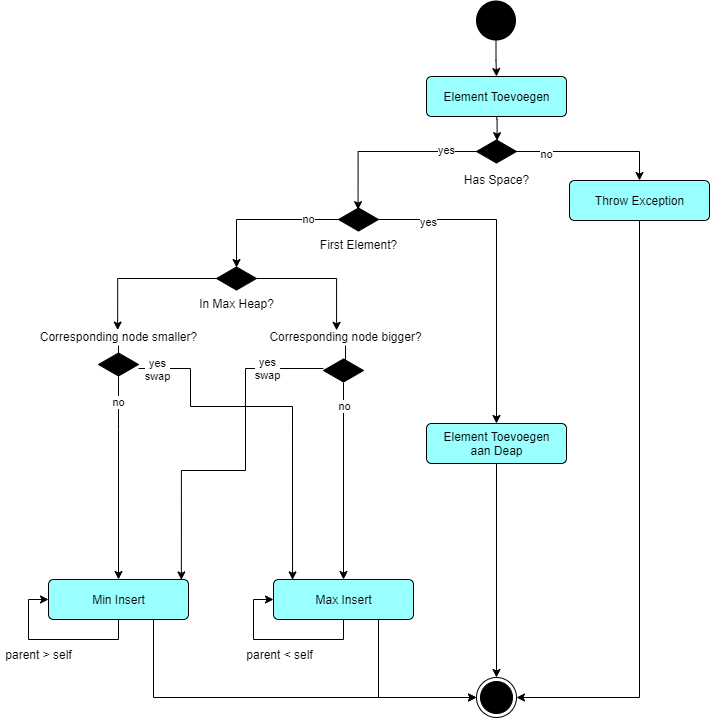 Element Toevoegen
yes
no
Has Space?
Throw Exception
no
yes
First Element?
In Max Heap?
Corresponding node smaller?
Corresponding node bigger?
yes
swap
yes
swap
no
no
Element Toevoegen
aan Deap
Min Insert
Max Insert
parent > self
parent < self